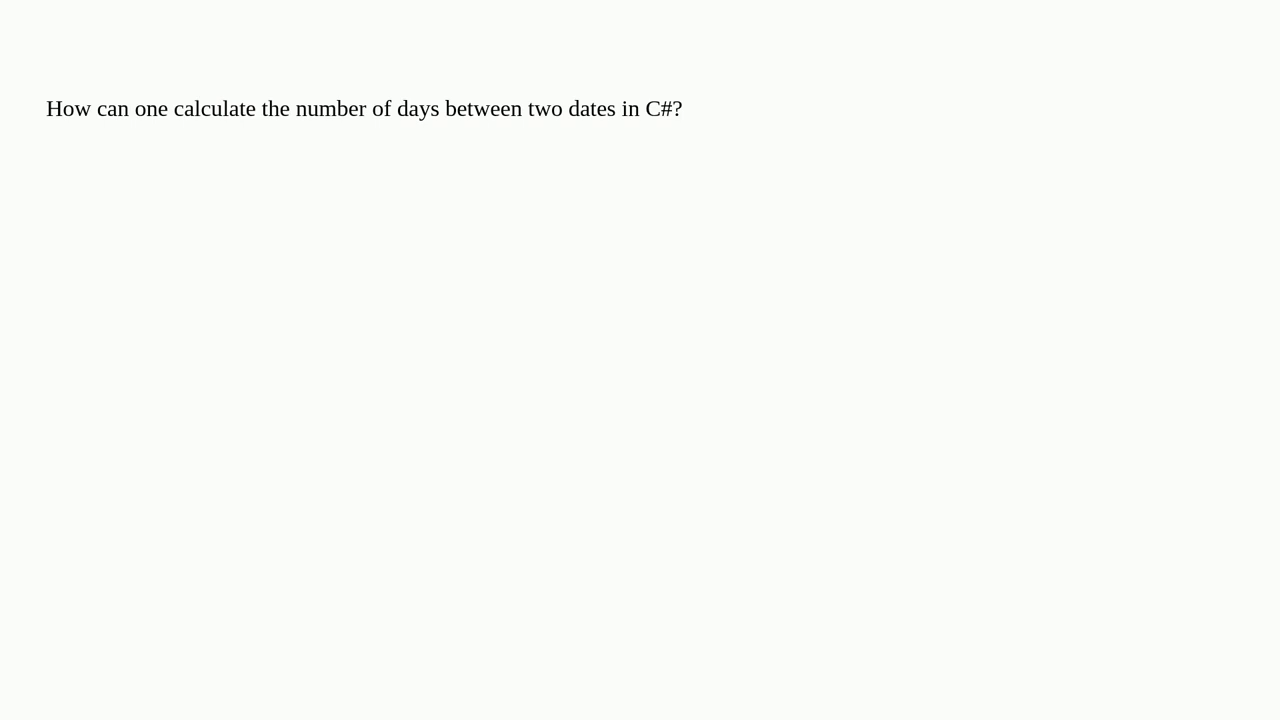 How can one calculate the number of days between two dates in C#?